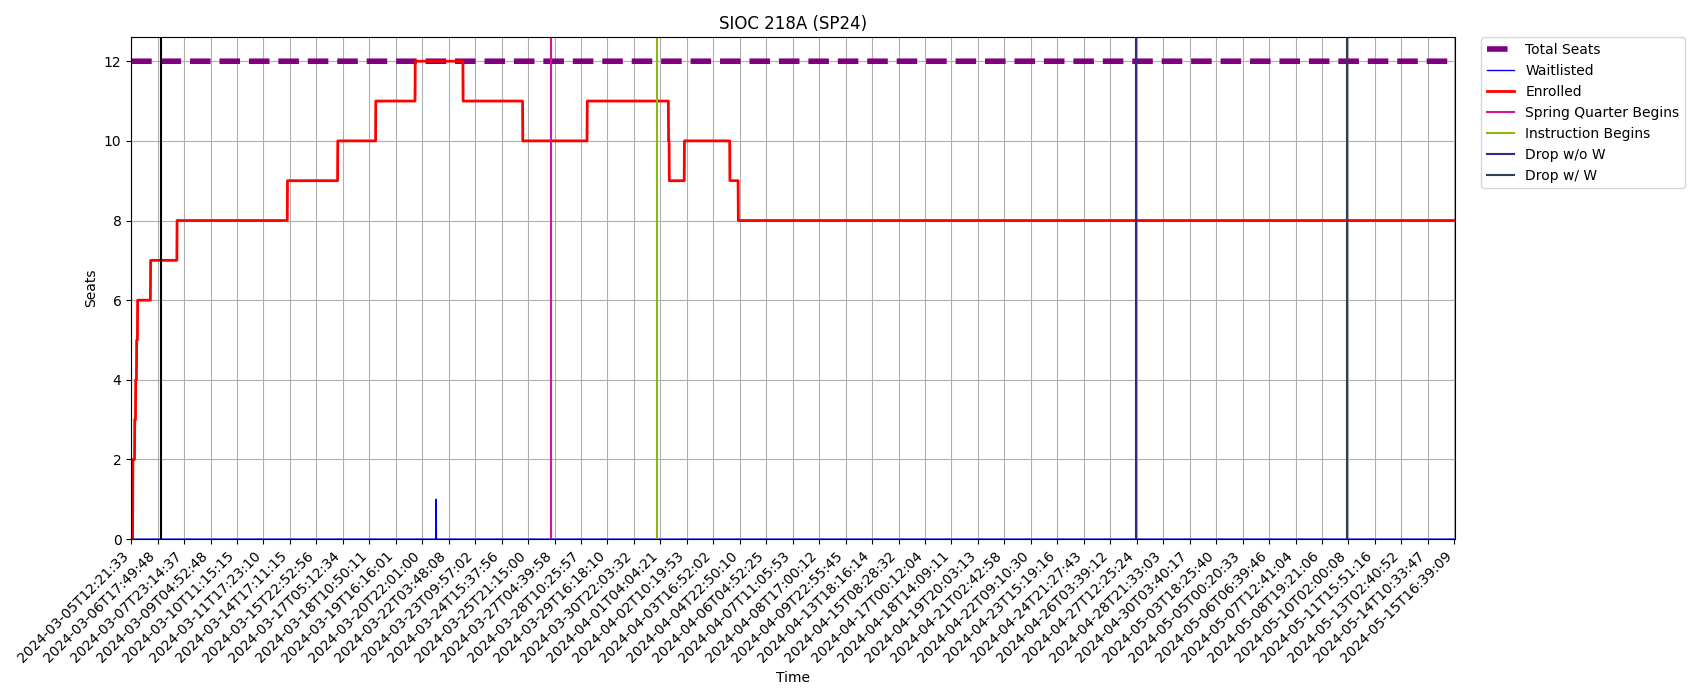 SIOC 218A (SP24)
Total Seats
Waitlisted
Enrolled
Spring Quarter Begins
Instruction Begins
Drop w/o W
Drop w/ W
Seats
12
10
8
6
4
2
0
2024-03-05T12:21:33
2024-03-06T17:49:48
2024-03-07T23:14:37
2024-03-09T04:52:48
2024-03-10T11:15:15
2024-03-11T17:23:10
2024-03-14T17:11:15
2024-03-15T22:52:56
2024-03-17T05:12:34
2024-03-18T10:50:11
2024-03-19T16:16:01
2024-03-20T22:01:00
2024-03-22T03:48:08
2024-03-23T09:57:02
2024-03-24T15:37:56
2024-03-25T21:15:00
2024-03-27T04:39:58
2024-03-28T10:25:57
2024-03-29T16:18:10
2024-03-30T22:03:32
2024-04-01T04:04:21
2024-04-02T10:19:53
2024-04-03T16:52:02
2024-04-04T22:50:10
2024-04-06T04:52:25
2024-04-07T11:05:53
2024-04-08T17:00:12
2024-04-09T22:55:45
2024-04-13T18:16:14
2024-04-15T08:28:32
2024-04-17T00:12:04
2024-04-18T14:09:11
2024-04-19T20:03:13
2024-04-21T02:42:58
2024-04-22T09:10:30
2024-04-23T15:19:16
2024-04-24T21:27:43
2024-04-26T03:39:12
2024-04-27T12:25:24
2024-04-28T21:33:03
2024-04-30T03:40:17
2024-05-03T18:25:40
2024-05-05T00:20:33
2024-05-06T06:39:46
2024-05-07T12:41:04
2024-05-08T19:21:06
2024-05-10T02:00:08
2024-05-11T15:51:16
2024-05-13T02:40:52
2024-05-14T10:33:47
2024-05-15T16:39:09
Time